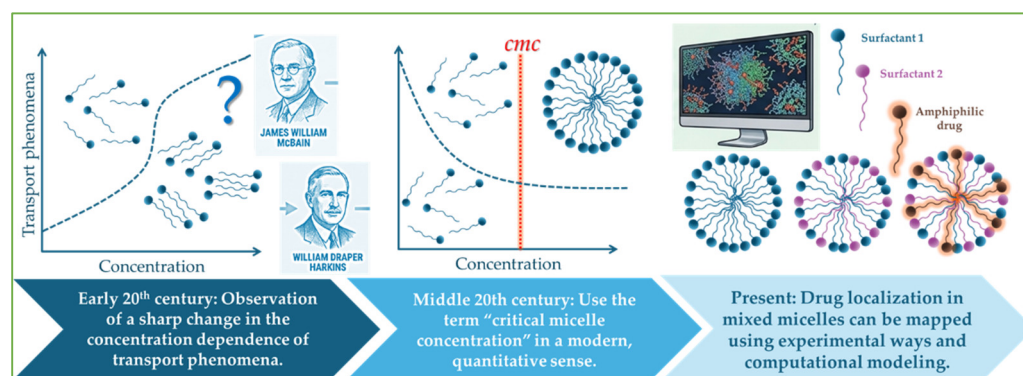 Transport phenomena
?
JAMES WILLIAM
McBAIN
WILLIAM DRAPER
HARKINS
Concentration
cmc
Concentration
Surfactant 1
Surfactant 2
Amphiphilic
drug
Early 20th century: Observation
of a sharp change in the
concentration dependence of
transport phenomena.
Middle 20th century: Use the
term “critical micelle
concentration” in a modern,
quantitative sense.
Present: Drug localization in
mixed micelles can be mapped
using experimental ways and
computational modeling.